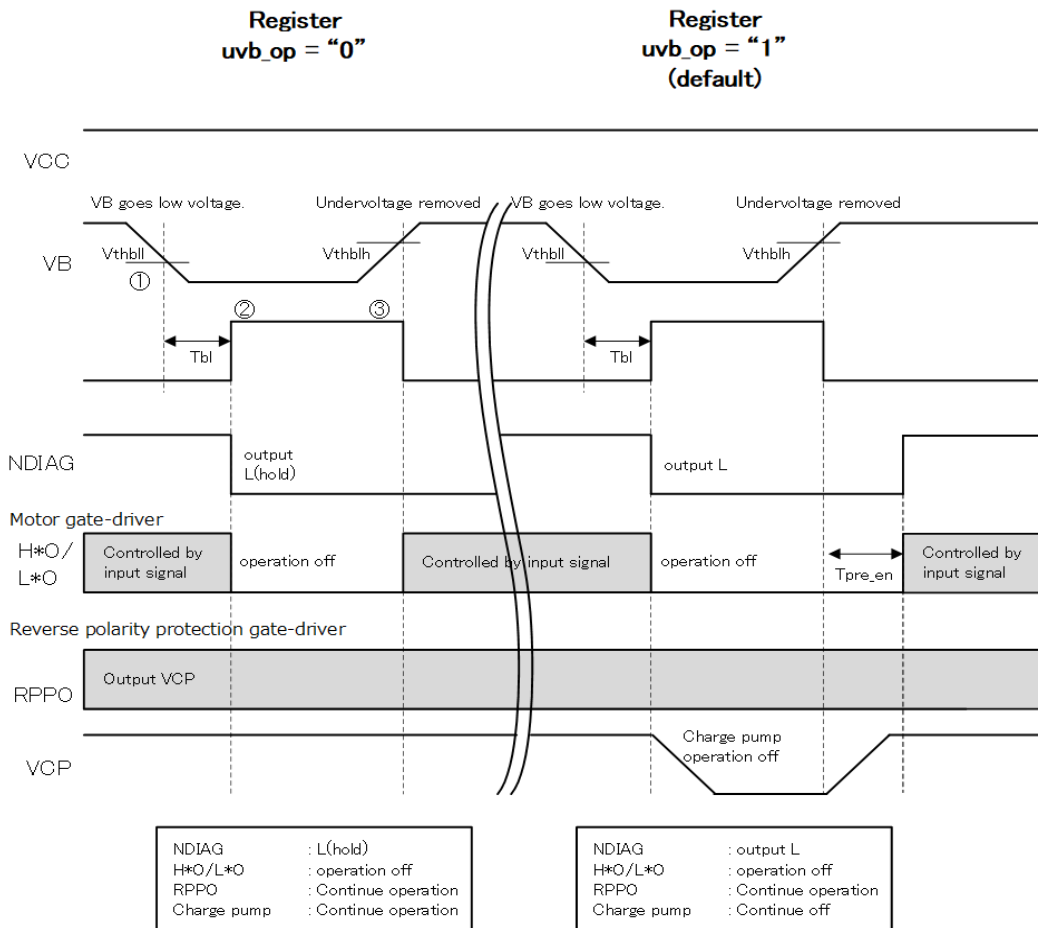 Register
uvb_op = “0”
Register
uvb_op = “1”
(default)
VCC
VB goes low voltage.
Undervoltage removed
VB goes low voltage.
Undervoltage removed
VB
Vthbll
Vthblh
Vthbll
Vthblh
①
②
③
Tbl
Tbl
NDIAG
output
L(hold)
output L
Motor gate-driver
H*O/
L*O
Controlled by
input signal
operation off
Controlled by input signal
operation off
Tpre_en
Controlled by
input signal
Reverse polarity protection gate-driver
RPPO
Output VCP
VCP
Charge pump
operation off
NDIAG : L(hold)
H*O/L*O : operation off
RPPO : Continue operation
Charge pump : Continue operation
NDIAG : output L
H*O/L*O : operation off
RPPO : Continue operation
Charge pump : Continue off